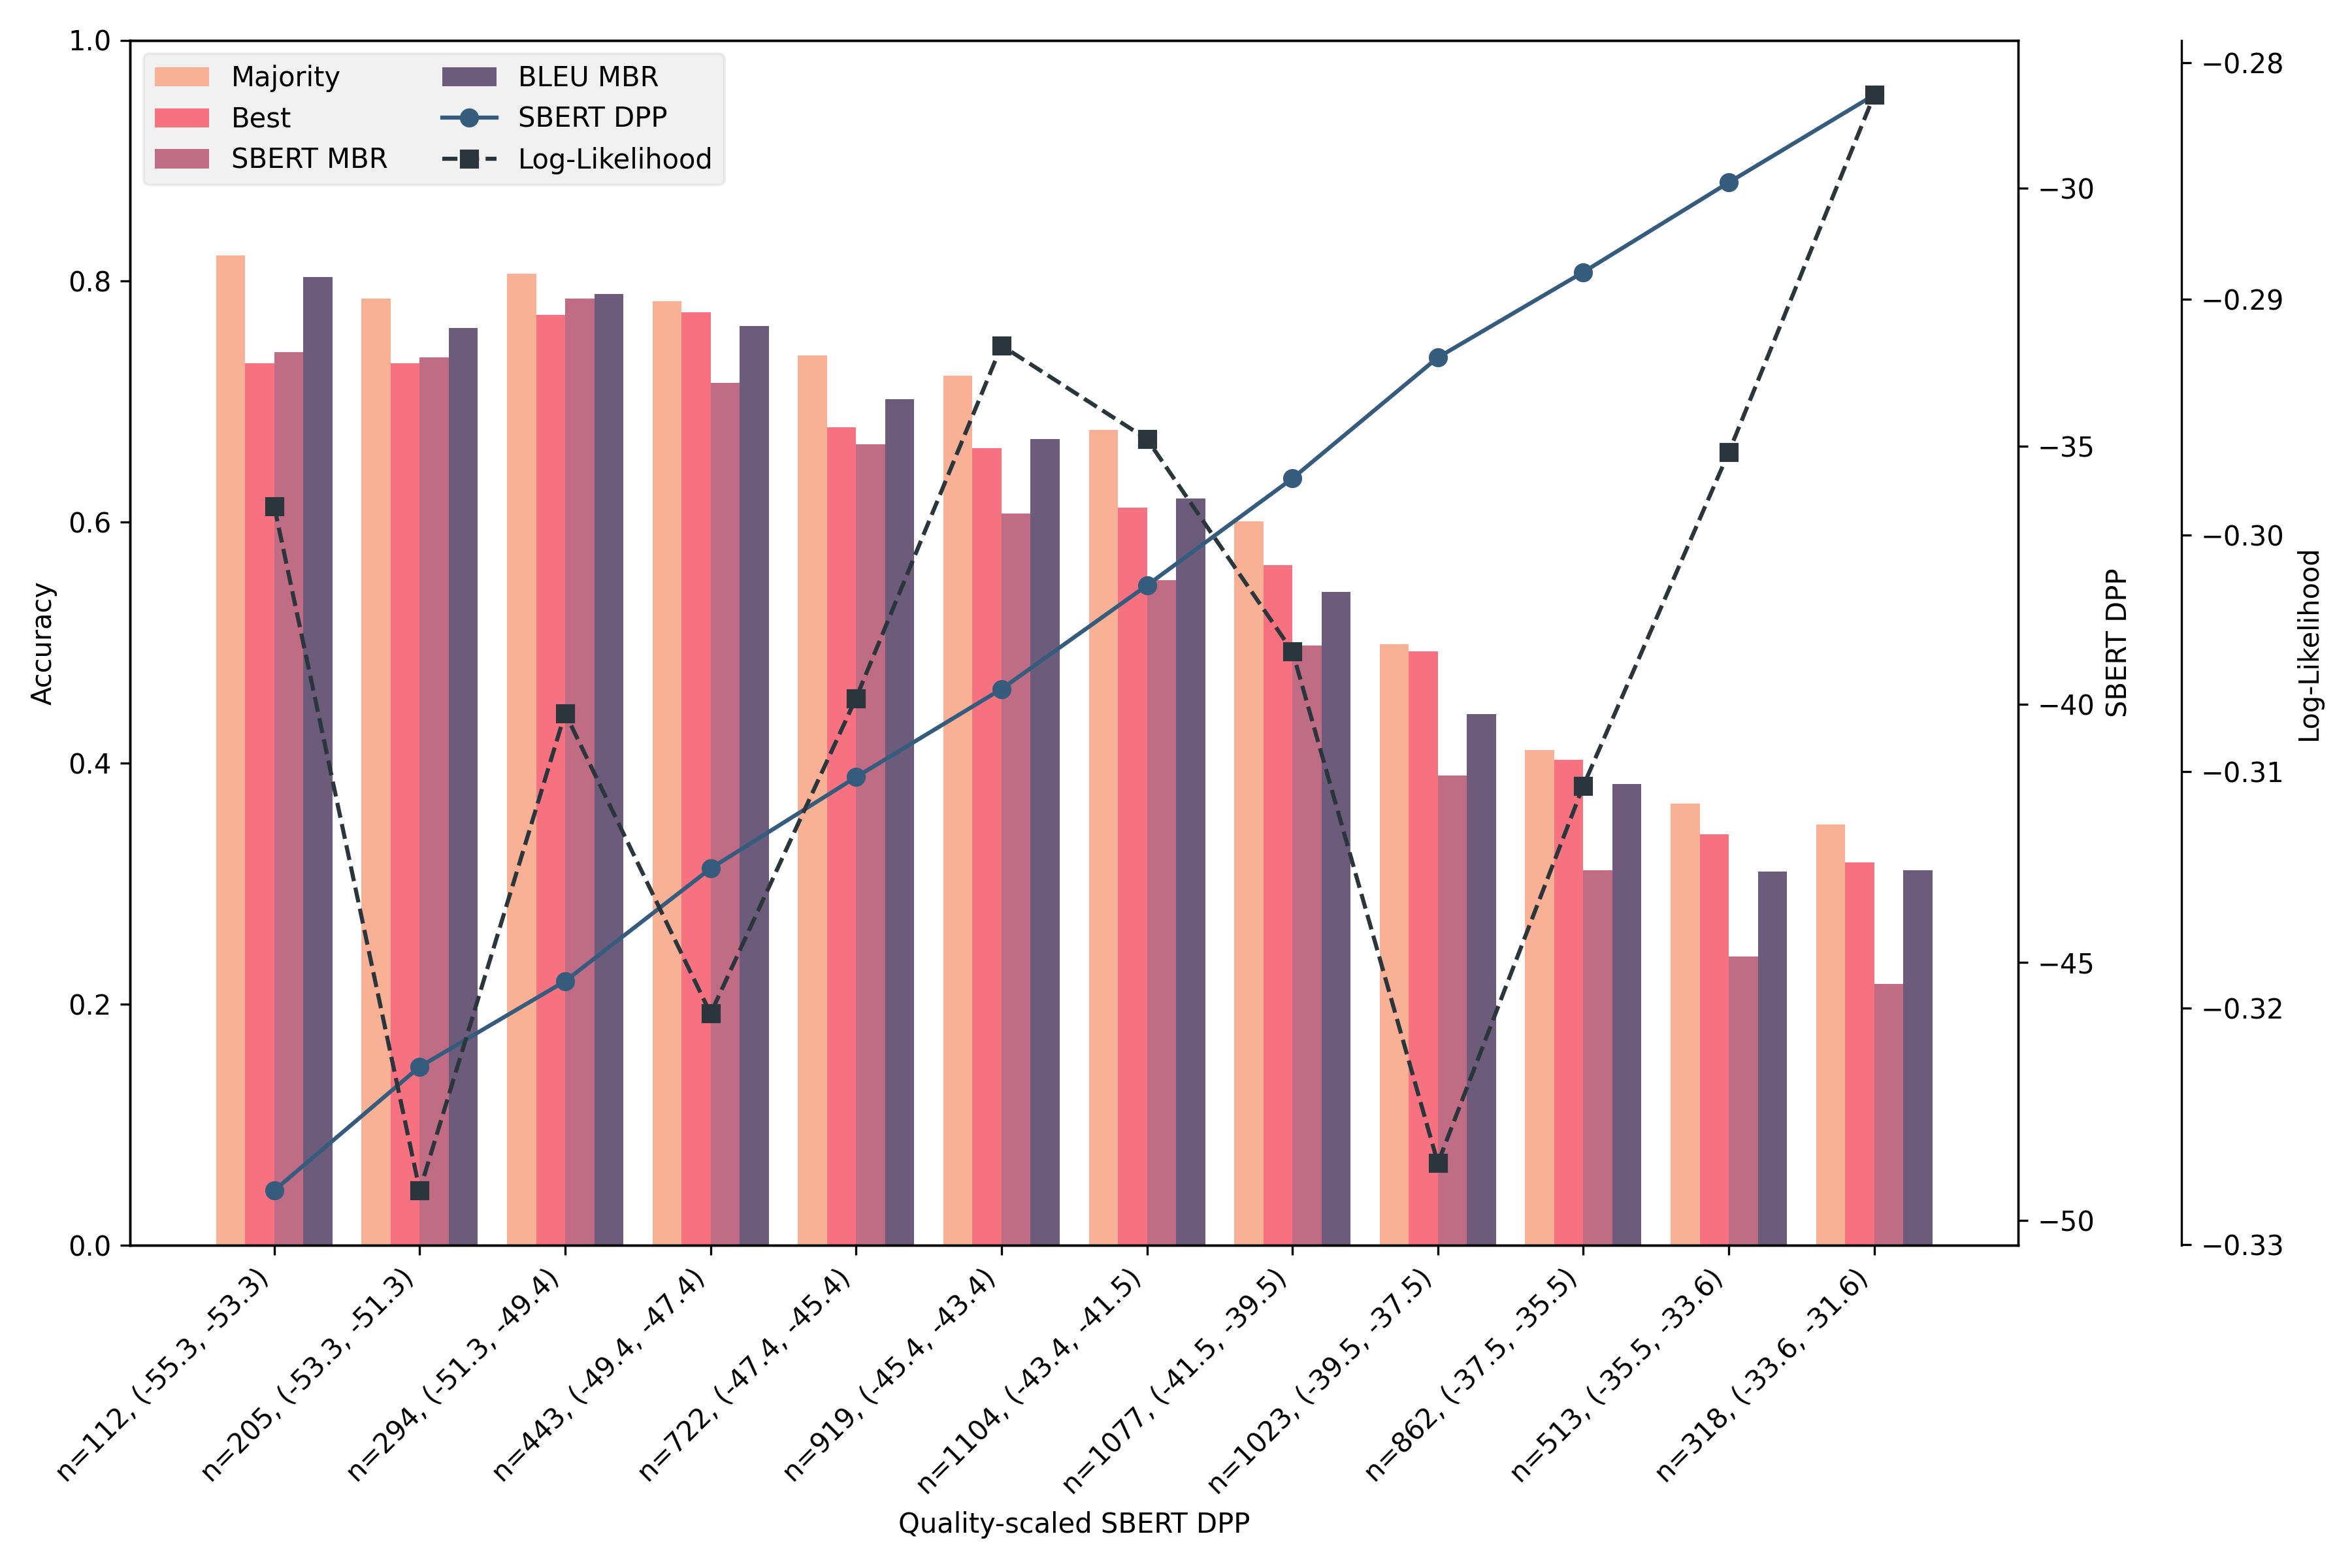 Majority
Best
SBERT MBR
BLEU MBR
SBERT DPP
Log-Likelihood
1.0
0.8
0.6
0.4
0.2
0.0
Accuracy
−30
−35
−40
−45
−50
SBERT DPP
−0.28
−0.29
−0.30
−0.31
−0.32
−0.33
Log-Likelihood
n=112, (-55.3, -53.3)
n=205, (-53.3, -51.3)
n=294, (-51.3, -49.4)
n=443, (-49.4, -47.4)
n=722, (-47.4, -45.4)
n=919, (-45.4, -43.4)
n=1104, (-43.4, -41.5)
n=1077, (-41.5, -39.5)
n=1023, (-39.5, -37.5)
n=862, (-37.5, -35.5)
n=513, (-35.5, -33.6)
n=318, (-33.6, -31.6)
Quality-scaled SBERT DPP